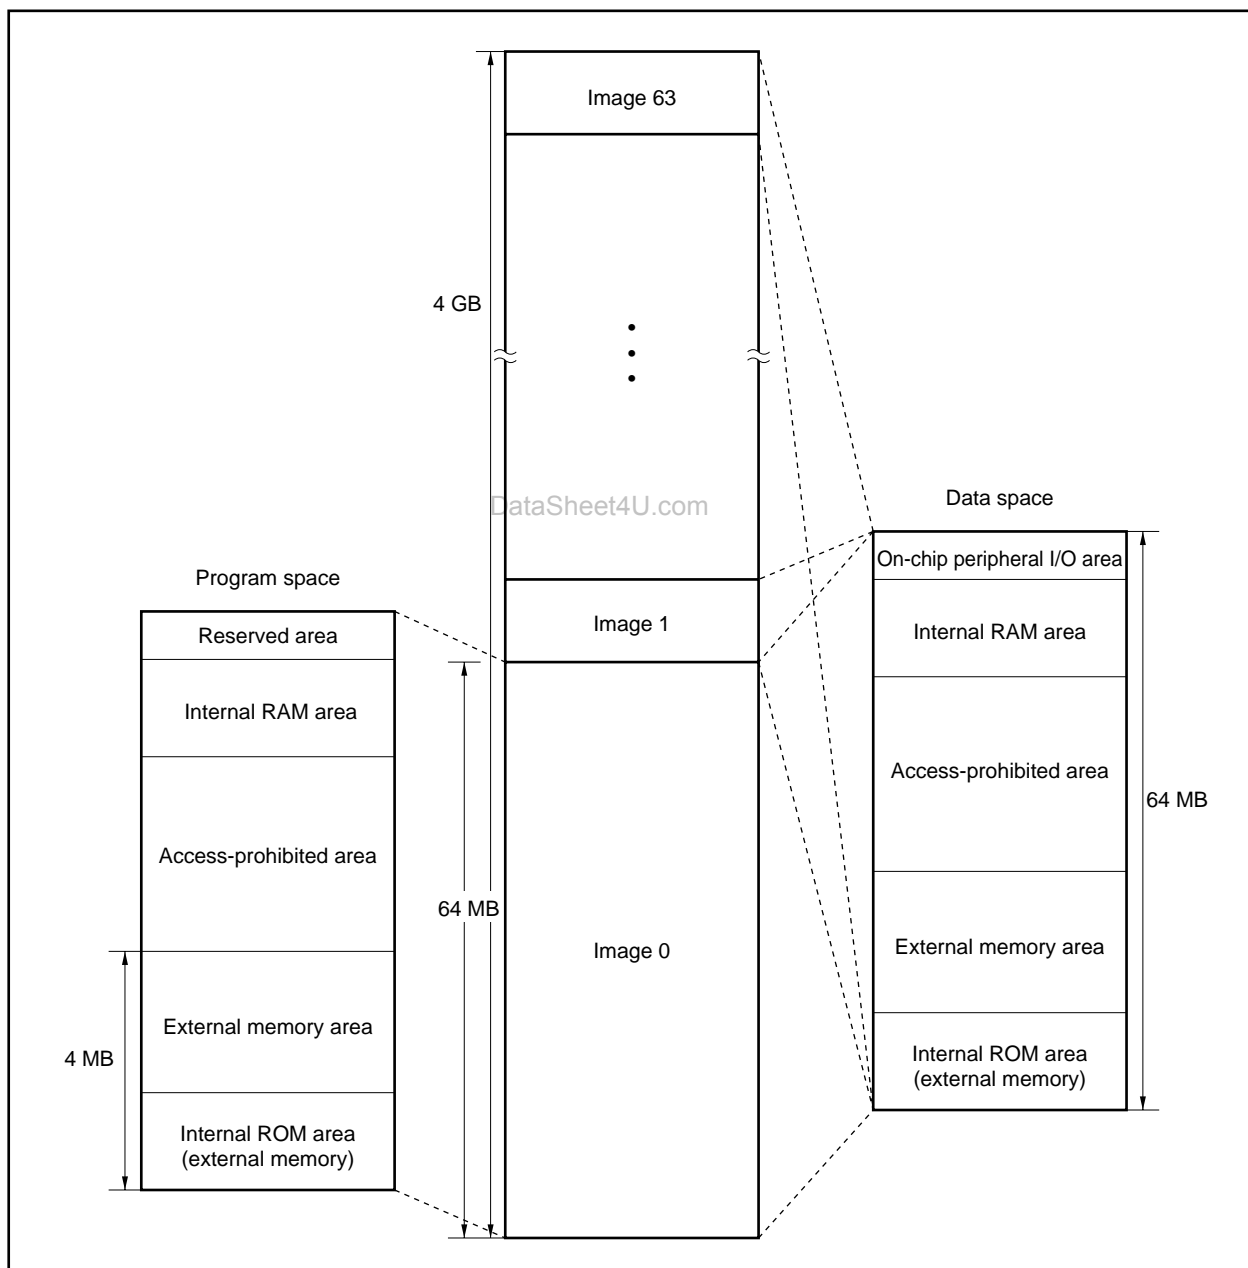 Image 63
4 GB
DataSheet4U.com
Data space
On-chip peripheral I/O area
Program space
Image 1
Reserved area
Internal RAM area
Internal RAM area
Access-prohibited area
64 MB
Access-prohibited area
64 MB
Image 0
External memory area
External memory area
4 MB
Internal ROM area
(external memory)
Internal ROM area
(external memory)